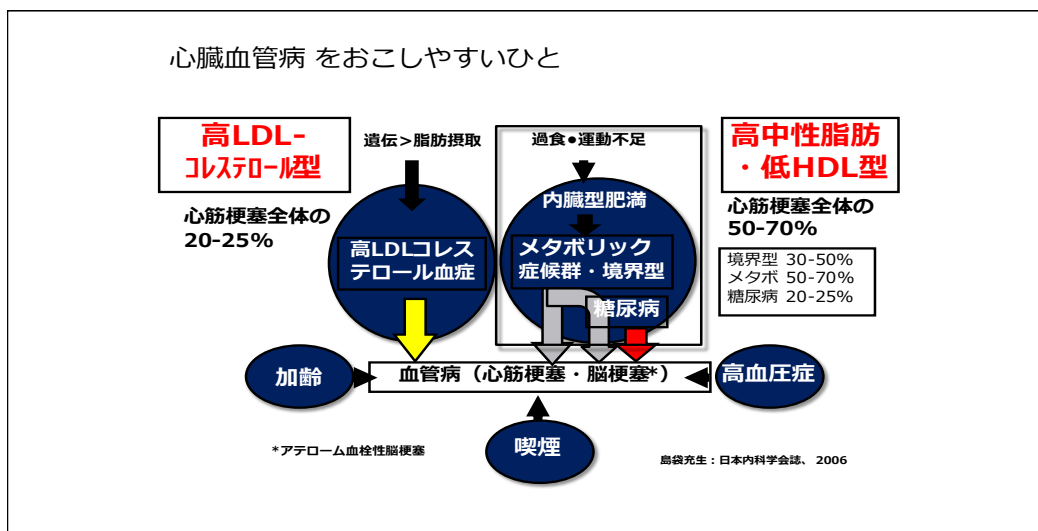 心臓血管病 をおこしやすいひと
高LDL-
ｺﾚｽﾃﾛｰﾙ型
心筋梗塞全体の
20-25%
遺伝>脂肪摂取
高LDLコレス
テロール血症
過食●運動不足
内臓型肥満
メタボリック
症候群・境界型
糖尿病
高中性脂肪
・低HDL型
心筋梗塞全体の
50-70%
境界型 30-50%
メタボ 50-70%
糖尿病 20-25%
加齢
血管病（心筋梗塞・脳梗塞*）
高血圧症
喫煙
*アテローム血栓性脳梗塞
島袋充生：日本内科学会誌、2006